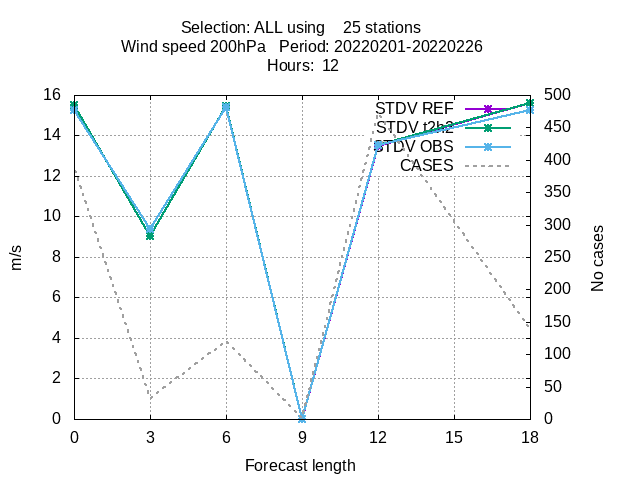 Selection: ALL using    25 stations
Wind speed 200hPa   Period: 20220201-20220226
Hours:  12
STDV REF
STDV t2h2
STDV OBS
CASES
16
14
12
10
8
6
4
2
0
500
450
400
350
300
250
200
150
100
50
0
m/s
No cases
0 3 6 9 12 15 18
Forecast length